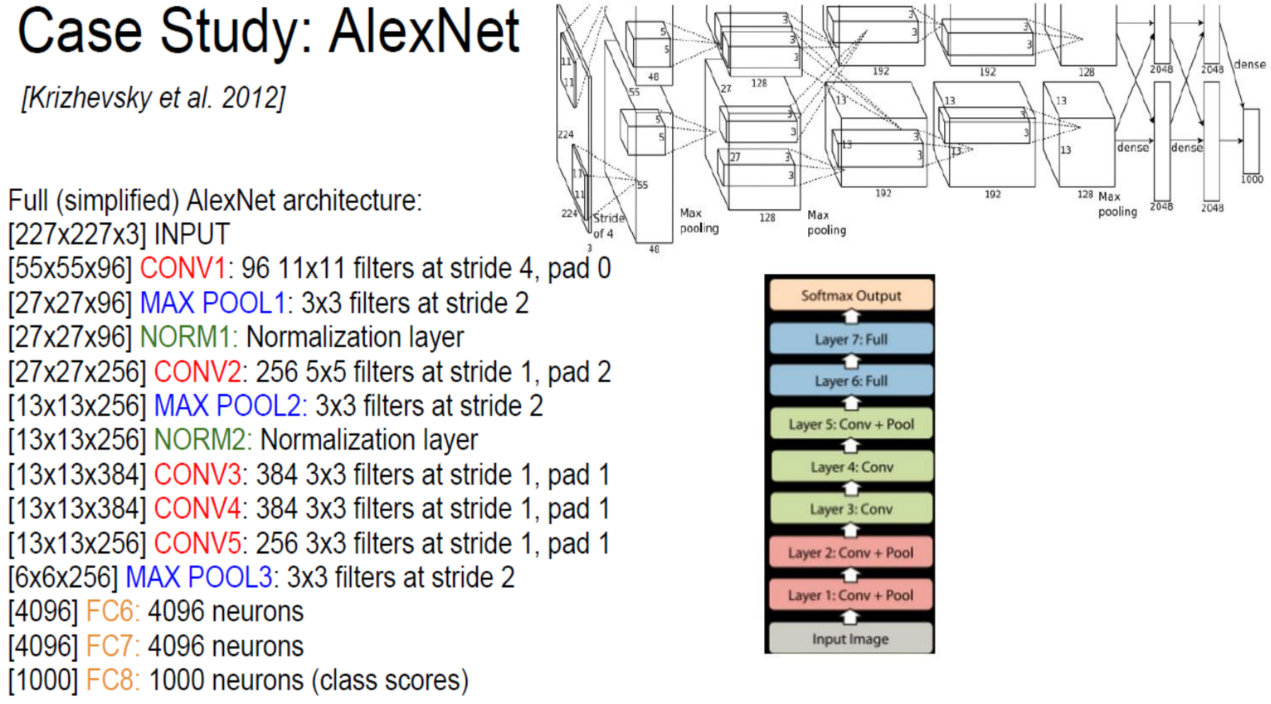 Case Study: AlexNet
[Krizhevsky et al. 2012]
Full (simplified) AlexNet architecture:
[227x227x3] INPUT
[55x55x96] CONV1: 96 11x11 filters at stride 4, pad 0
[27x27x96] MAX POOL1: 3x3 filters at stride 2
[27x27x96] NORM1: Normalization layer
[27x27x256] CONV2: 256 5x5 filters at stride 1, pad 2
[13x13x256] MAX POOL2: 3x3 filters at stride 2
[13x13x256] NORM2: Normalization layer
[13x13x384] CONV3: 384 3x3 filters at stride 1, pad 1
[13x13x384] CONV4: 384 3x3 filters at stride 1, pad 1
[13x13x256] CONV5: 256 3x3 filters at stride 1, pad 1
[6x6x256] MAX POOL3: 3x3 filters at stride 2
[4096] FC6: 4096 neurons
[4096] FC7: 4096 neurons
[1000] FC8: 1000 neurons (class scores)
11
11
224
5
5
48
55
3
3
128
27
3
3
192
3
3
192
128
2048
2048
dense
11
11
224
3
Stride
of 4
55
5
5
48
Max
pooling
27
3
3
3
3
128
Max
pooling
13
13
3
3
192
13
13
3
3
192
13
13
128
Max
pooling
dense
dense
2048
2048
1000
Softmax Output
Layer 7: Full
Layer 6: Full
Layer 5: Conv + Pool
Layer 4: Conv
Layer 3: Conv
Layer 2: Conv + Pool
Layer 1: Conv + Pool
Input Image